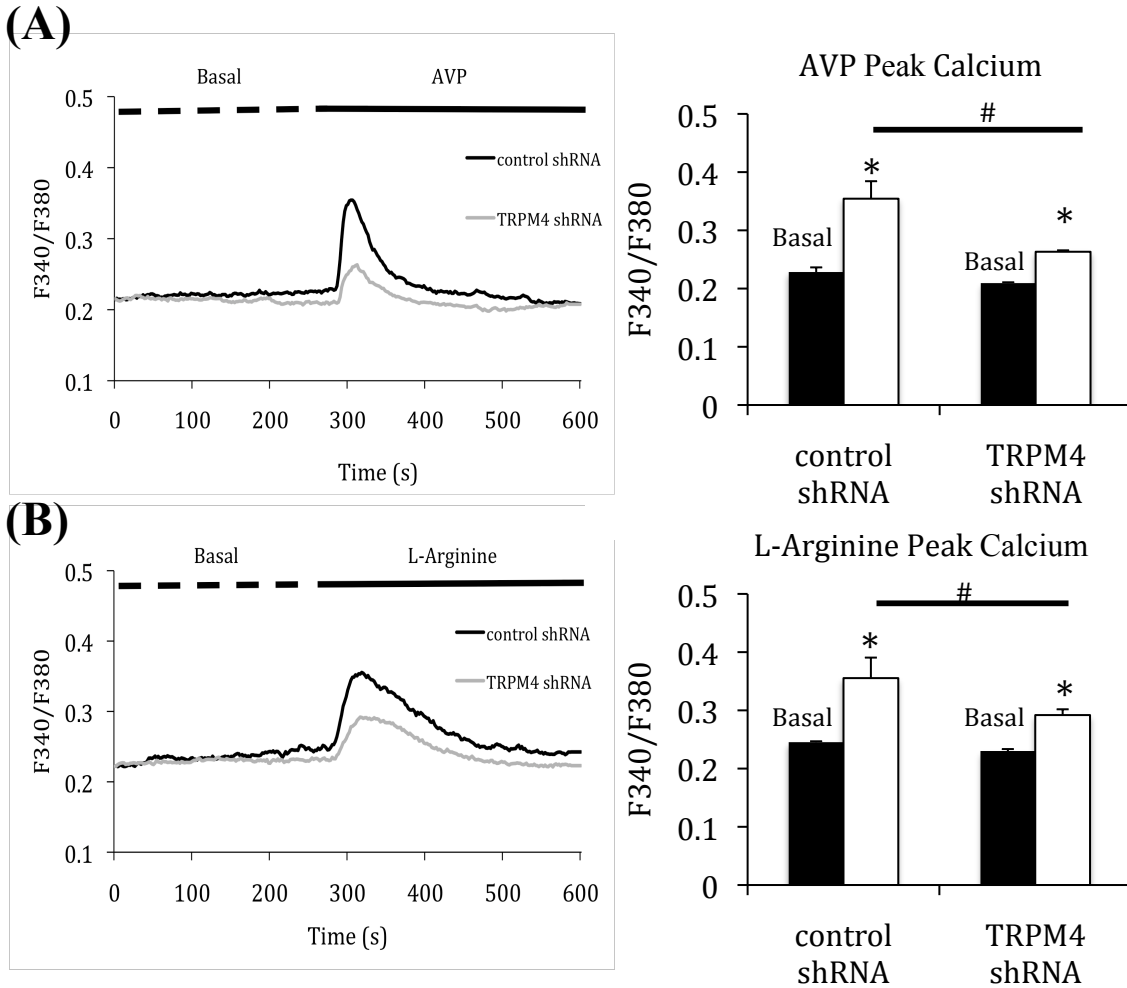 (A)
Basal AVP
0.5
0.4
0.3
0.2
0.1
F340/F380
control shRNA
TRPM4 shRNA
0 100 200 300 400 500 600
Time (s)
AVP Peak Calcium
0.5
0.4
0.3
0.2
0.1
0
F340/F380
#
*
*
Basal
Basal
control
shRNA
TRPM4
shRNA
(B)
Basal L-Arginine
0.5
0.4
0.3
0.2
0.1
F340/F380
control shRNA
TRPM4 shRNA
0 100 200 300 400 500 600
Time (s)
L-Arginine Peak Calcium
0.5
0.4
0.3
0.2
0.1
0
F340/F380
#
*
*
Basal
Basal
control
shRNA
TRPM4
shRNA